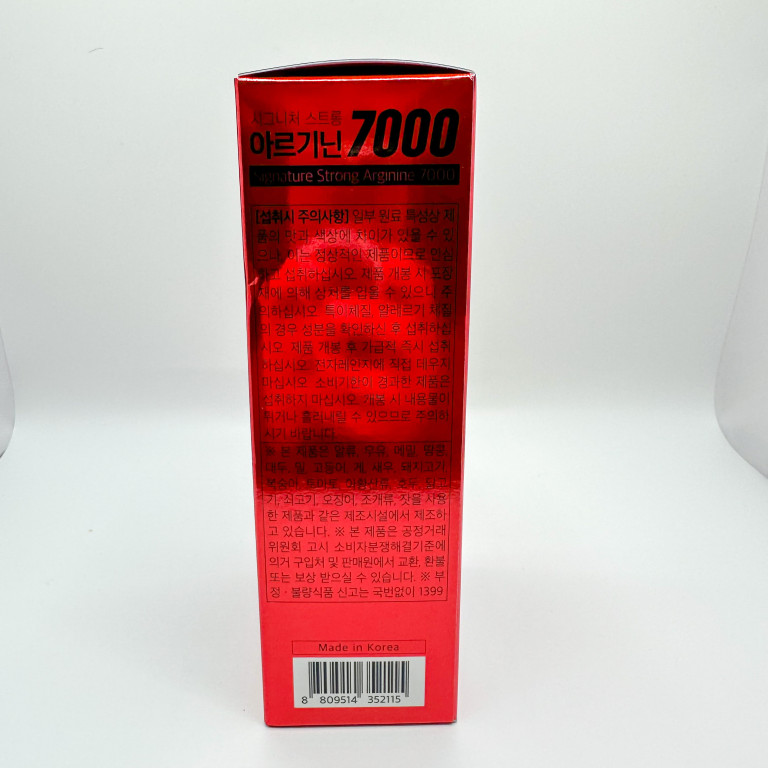 시그니처 스트롱
아르기닌 7000
Signature Strong Arginine 7000
[섭취시 주의사항] 일부 원료 특성상 제
품의 맛과 색상에 차이가 있을 수 있
으나, 이는 정상적인 제품이므로 안심
하고 섭취하십시오. 제품 개봉 시 포장
재에 의해 상처를 입을 수 있으니 주
의하십시오. 특이체질, 알레르기 체질
의 경우 성분을 확인하신 후 섭취하십
시오. 제품 개봉 후 가급적 즉시 섭취
하십시오. 전자레인지에 직접 데우지
마십시오. 소비기한이 경과한 제품은
섭취하지 마십시오. 개봉 시 내용물이
튀거나 흘러내릴 수 있으므로 주의하
시기 바랍니다.
※ 본 제품은 알류, 우유, 메밀, 땅콩,
대두, 밀, 고등어, 게, 새우, 돼지고기,
복숭아, 토마토, 아황산류, 호두, 닭고
기, 쇠고기, 오징어, 조개류, 잣을 사용
한 제품과 같은 제조시설에서 제조하
고 있습니다. ※ 본 제품은 공정거래
위원회 고시 소비자분쟁해결기준에
의거 구입처 및 판매원에서 교환, 환불
또는 보상 받으실 수 있습니다. ※ 부
정·불량식품 신고는 국번없이 1399
Made in Korea
8 809514 352115